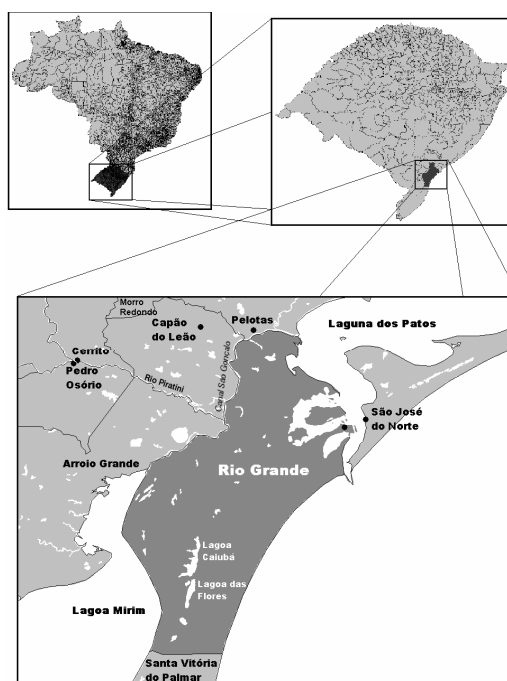 Morro
Redondo
Capão
do Leão
Pelotas
Laguna dos Patos
Cerrito
Pedro
Osório
Rio Piratini
Canal São Gonçalo
São José
do Norte
Arroio Grande
Rio Grande
Lagoa
Caiubá
Lagoa das
Flores
Lagoa Mirim
Santa Vitória
do Palmar